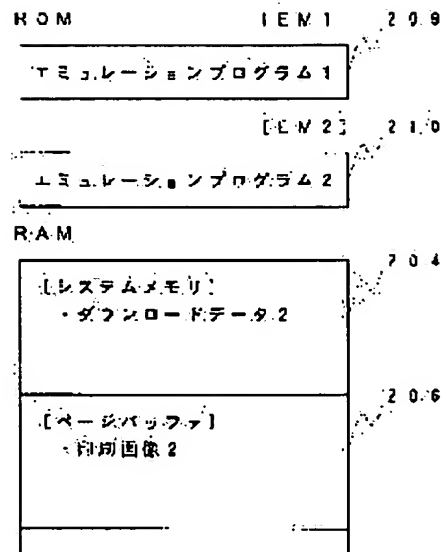 ROM [EM1 209
エミュレーションプログラム1
[EM2] 210
エミュレーションプログラム2
RAM
704
[システムメモリ]
・ダウンロードデータ2
206
[ページバッファ]
・印刷画像2